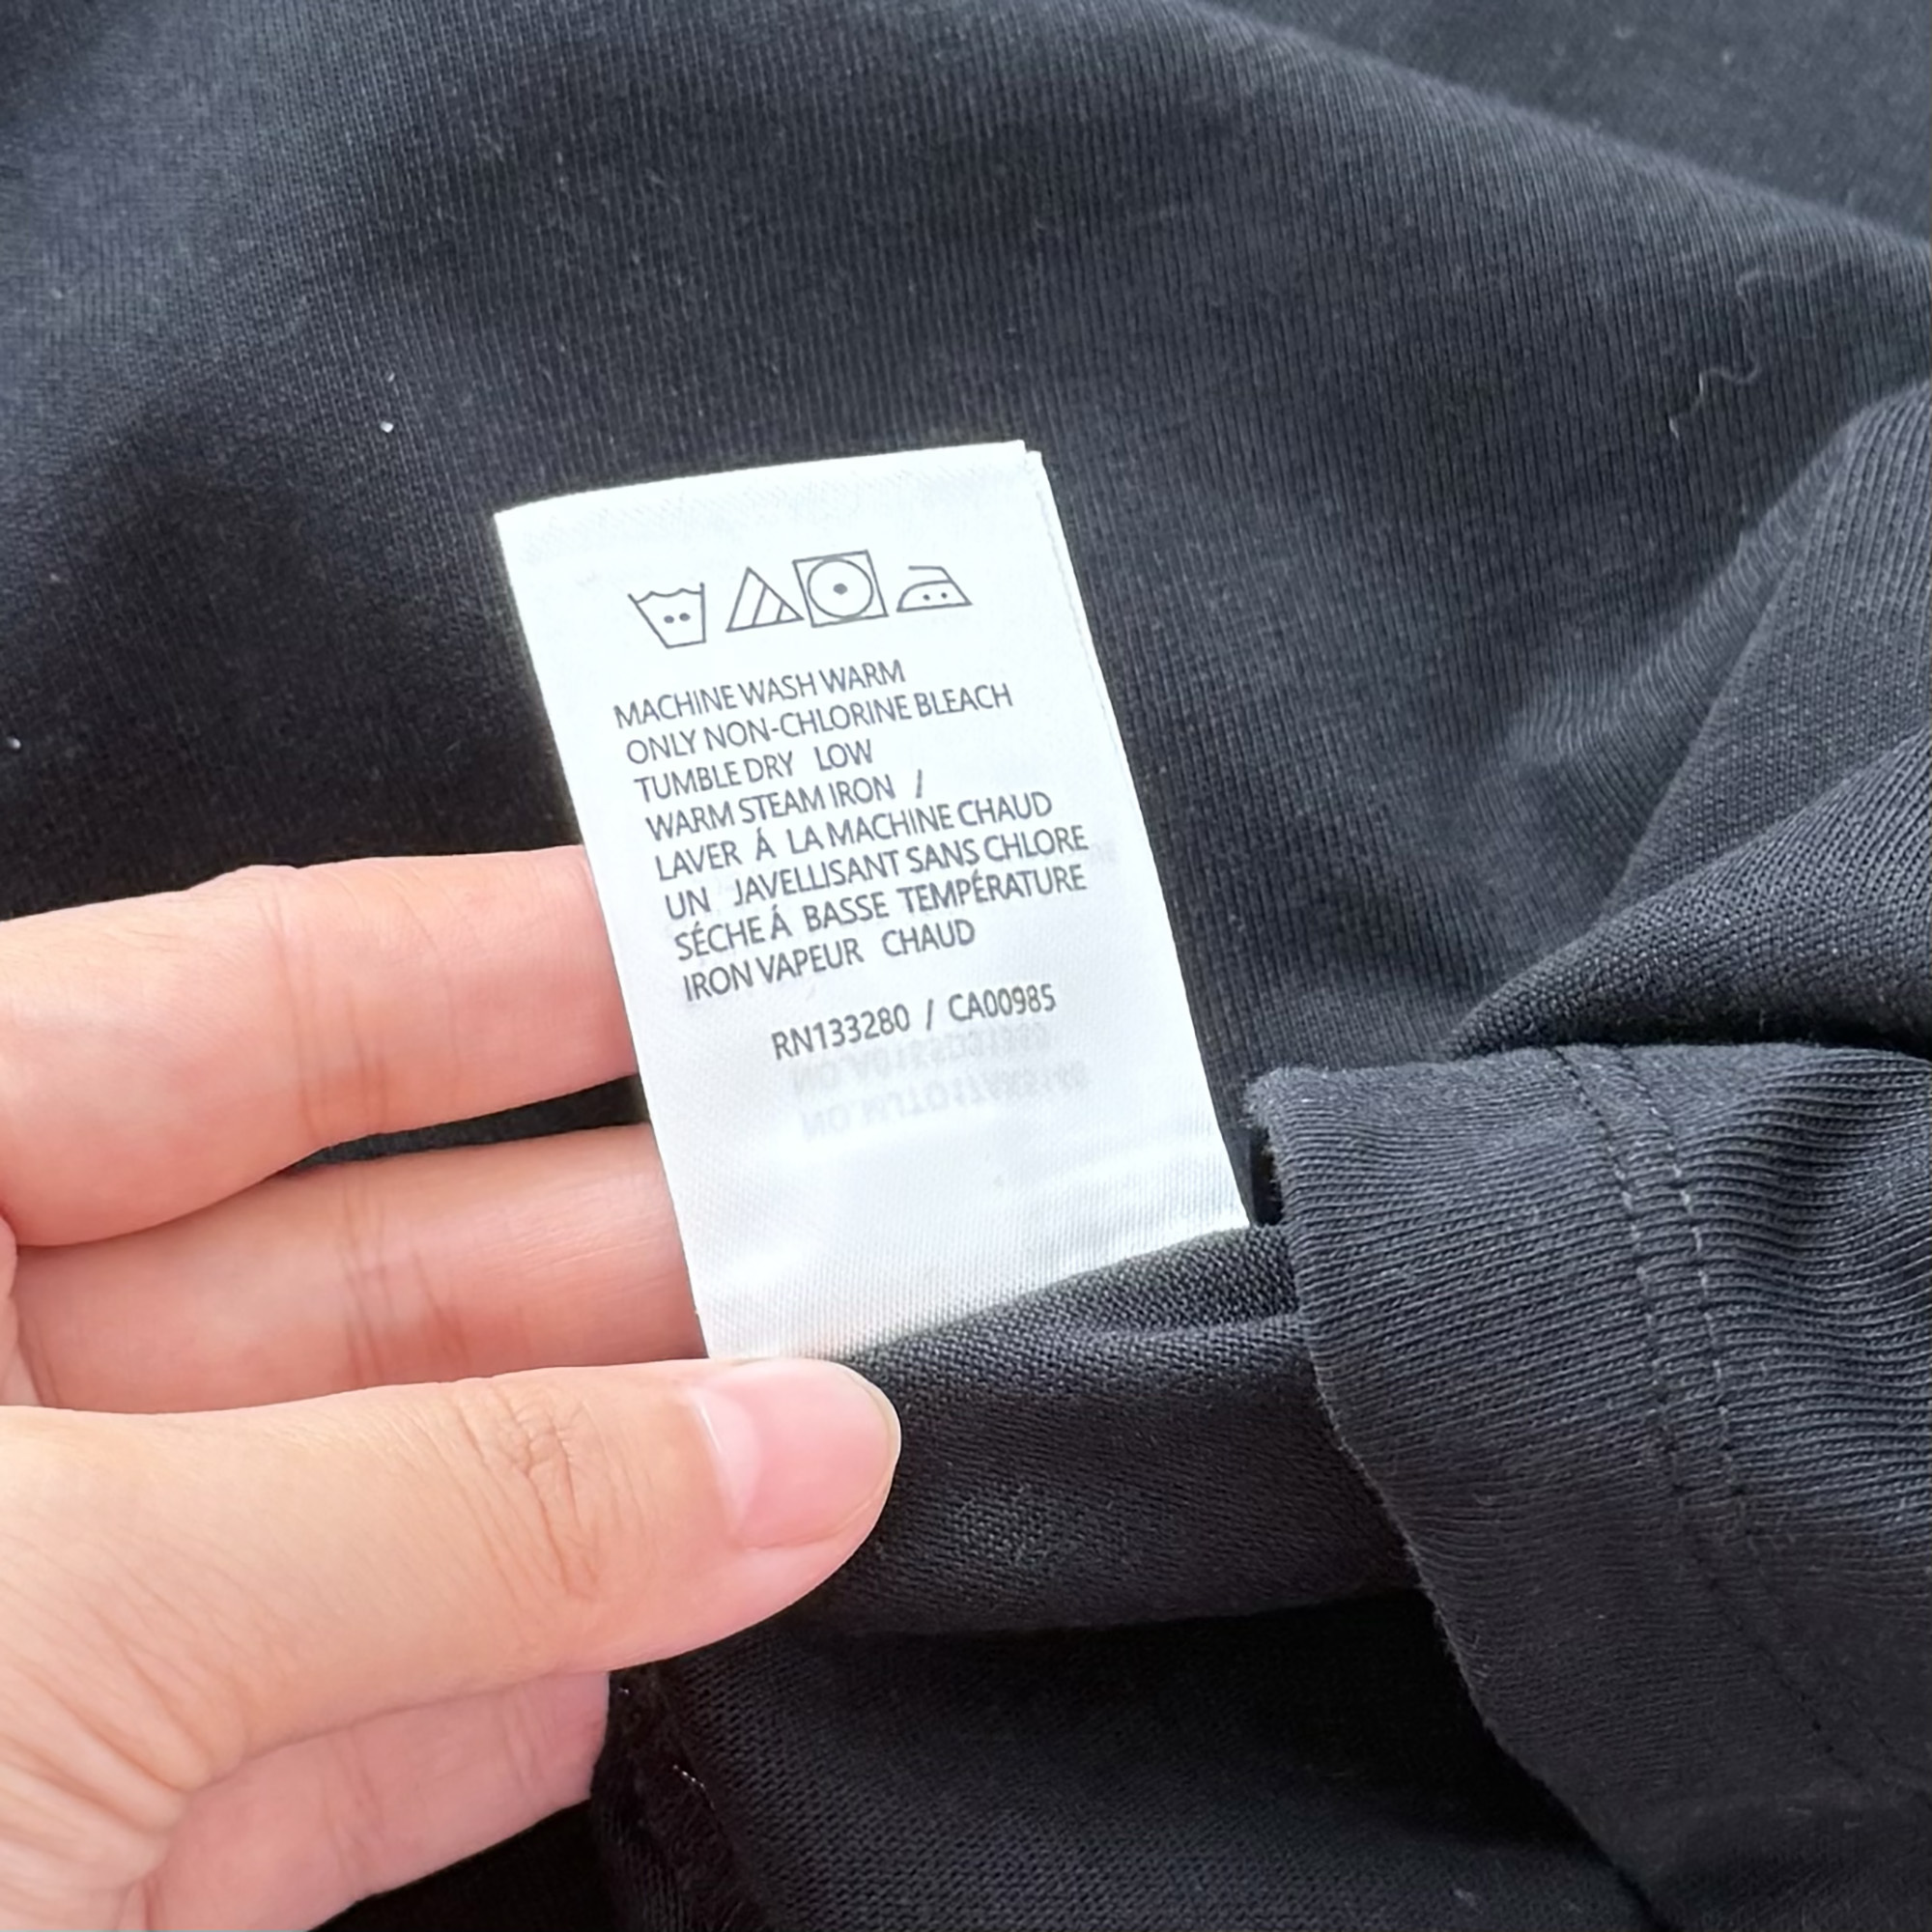 MACHINE WASH WARM
ONLY NON-CHLORINE BLEACH
TUMBLE DRY LOW
WARM STEAM IRON /
LAVER Á LA MACHINE CHAUD
UN JAVELLISANT SANS CHLORE
SÉCHE Á BASSE TEMPÉRATURE
IRON VAPEUR CHAUD
RN133280 / CA00985